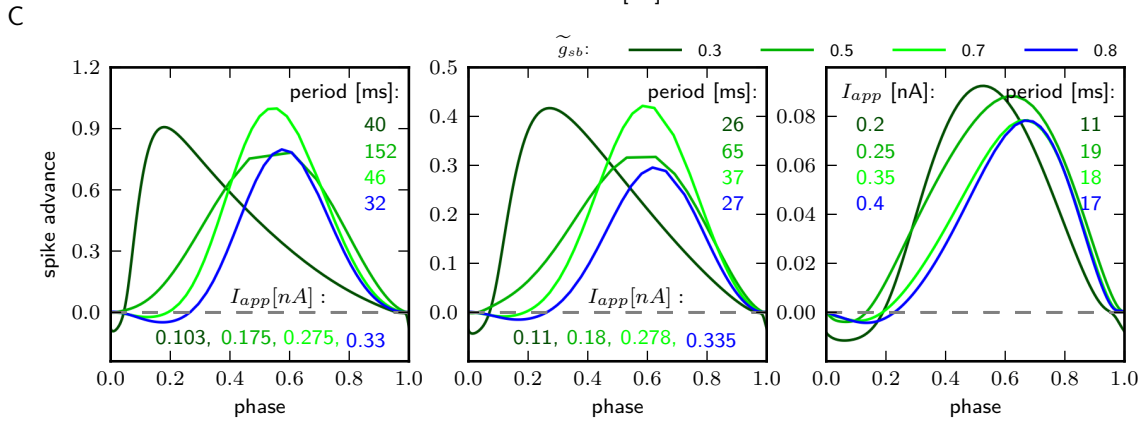 C
g̃sb: 0.3 0.5 0.7 0.8
1.2
0.9
0.6
0.3
0.0
spike advance
period [ms]:
40
152
46
32
I_app[nA] :
0.103, 0.175, 0.275, 0.33
0.0 0.2 0.4 0.6 0.8 1.0
phase
0.5
0.4
0.3
0.2
0.1
0.0
period [ms]:
26
65
37
27
I_app[nA] :
0.11, 0.18, 0.278, 0.335
0.0 0.2 0.4 0.6 0.8 1.0
phase
0.08
0.06
0.04
0.02
0.00
I_app [nA]: period [ms]:
0.2 11
0.25 19
0.35 18
0.4 17
0.0 0.2 0.4 0.6 0.8 1.0
phase